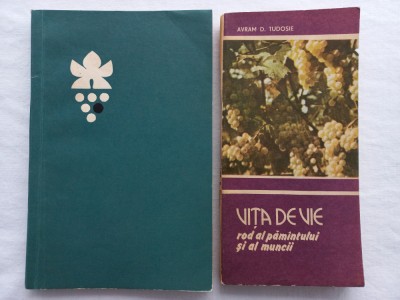 AVRAM D. TUDOSIE
VIȚA DE VIE
rod al pămîntului
și al muncii